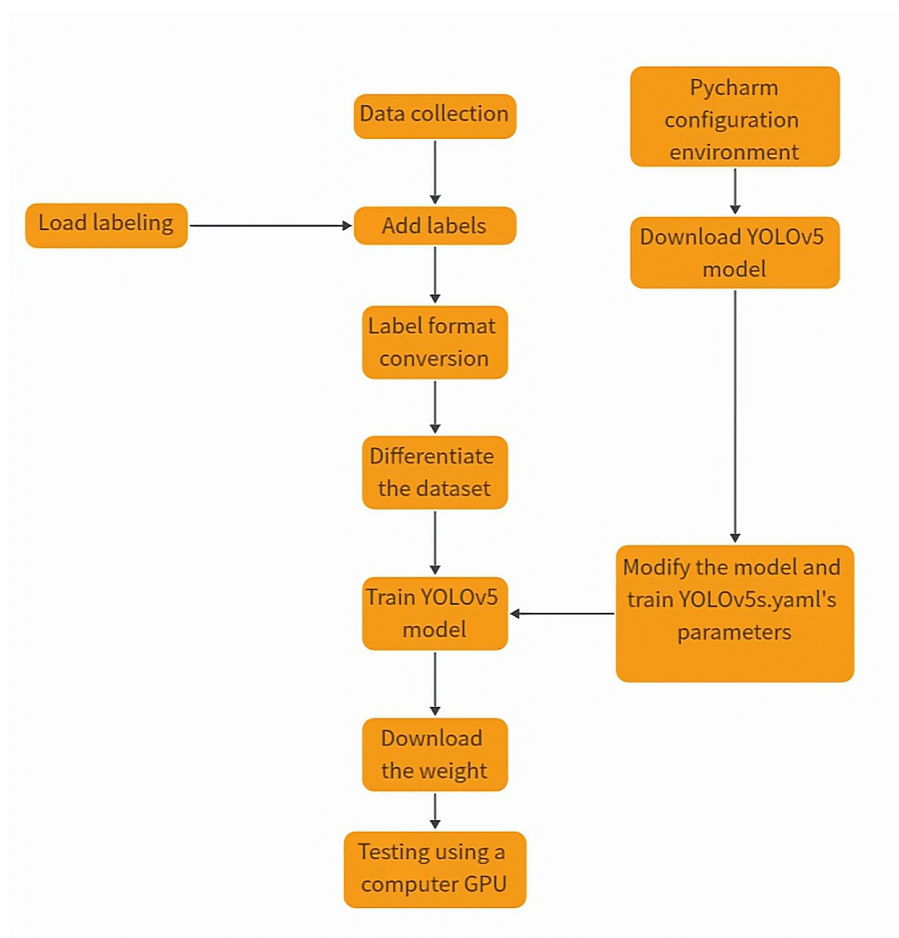 Data collection
Pycharm
configuration
environment
Load labeling
Add labels
Download YOLOv5
model
Label format
conversion
Differentiate
the dataset
Train YOLOv5
model
Modify the model and
train YOLOv5s.yaml's
parameters
Download
the weight
Testing using a
computer GPU